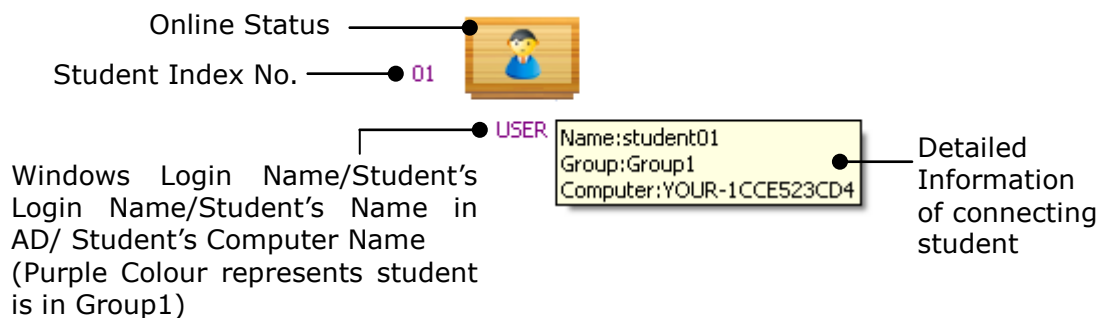 Online Status
Student Index No.
01
USER
Name:student01
Group:Group1
Computer:YOUR-1CCE523CD4
Detailed
Information
of connecting
student
Windows Login Name/Student's
Login Name/Student's Name in
AD/ Student's Computer Name
(Purple Colour represents student
is in Group1)